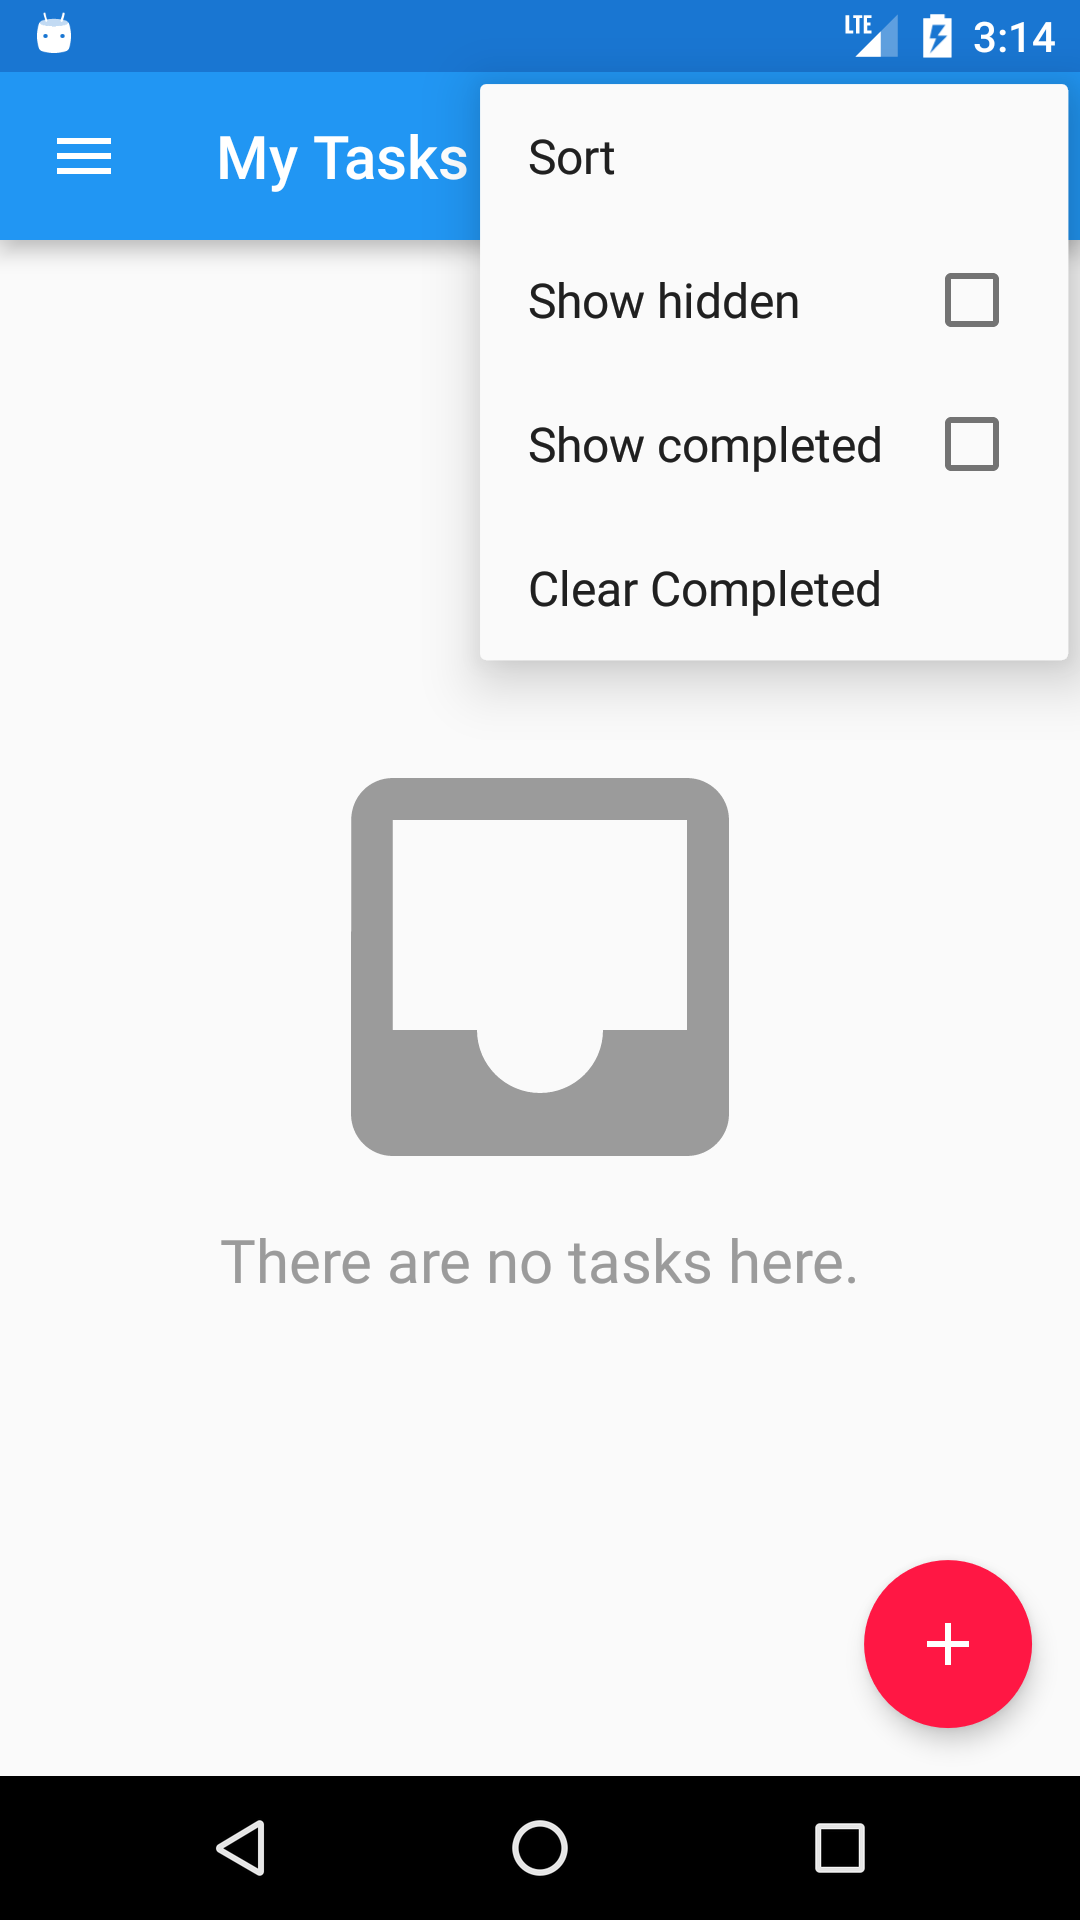 LTE 3:14
My Tasks
Sort
Show hidden
Show completed
Clear Completed
There are no tasks here.